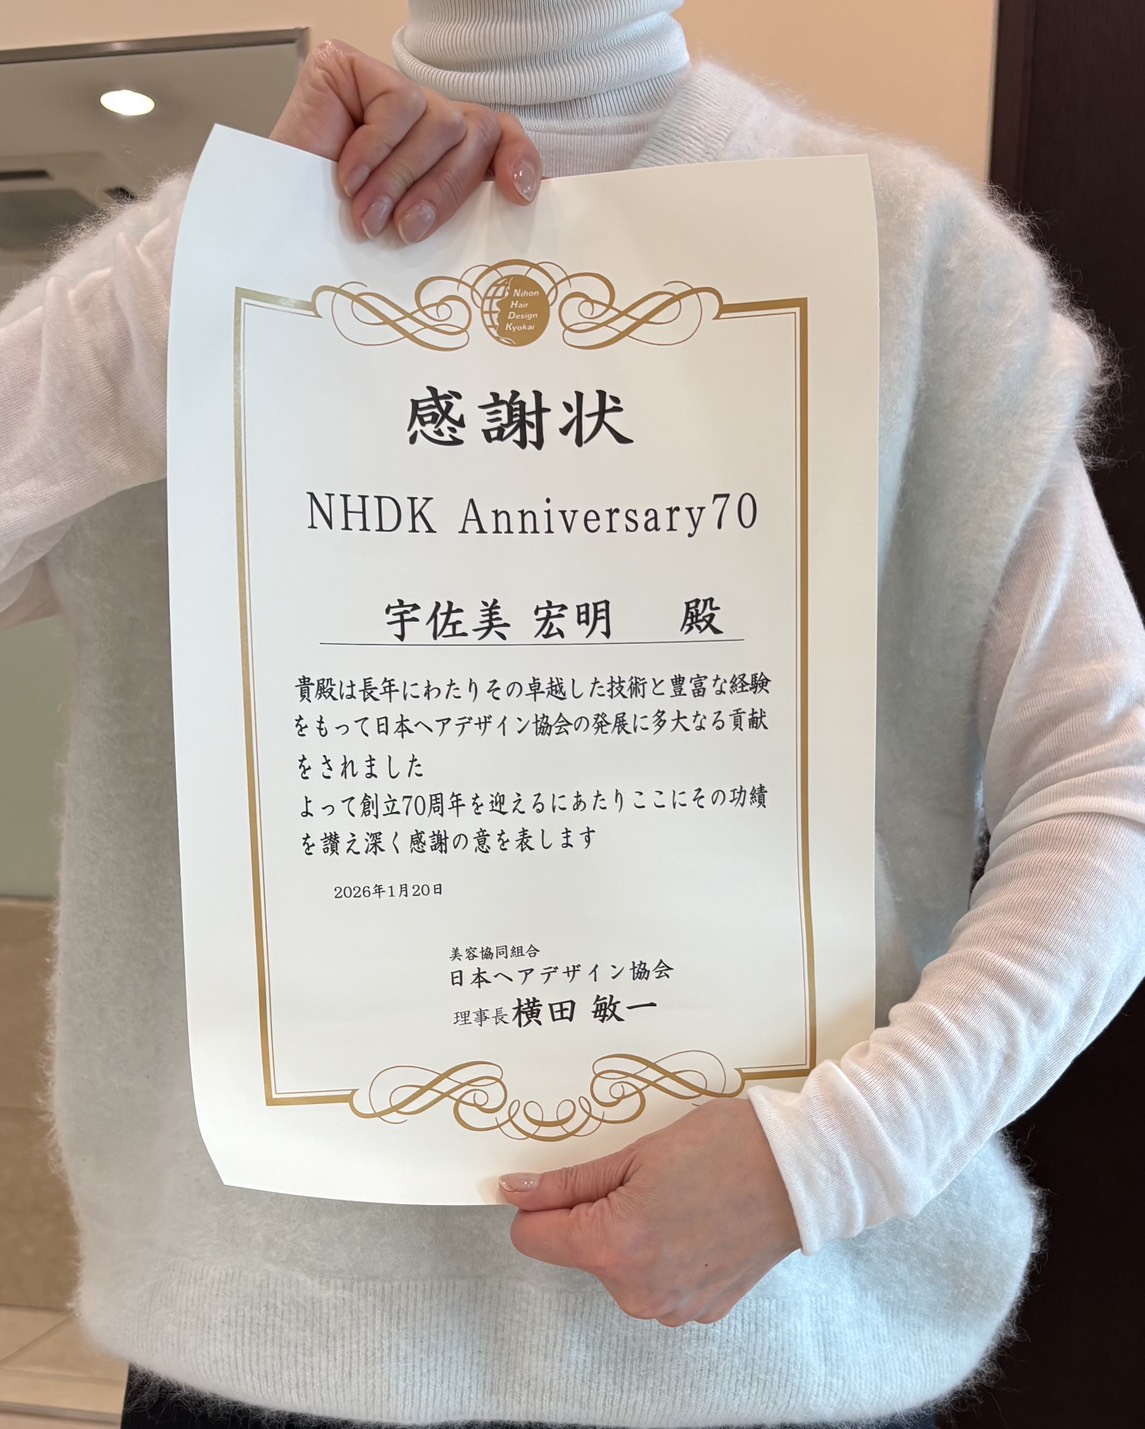 Nihon
Hair
Design
Kyokai
感謝状
NHDK Anniversary70
宇佐美 宏明 殿
貴殿は長年にわたりその卓越した技術と豊富な経験
をもって日本ヘアデザイン協会の発展に多大なる貢献
をされました
よって創立70周年を迎えるにあたりここにその功績
を讃え深く感謝の意を表します
2026年1月20日
美容協同組合
日本ヘアデザイン協会
理事長横田 敏一